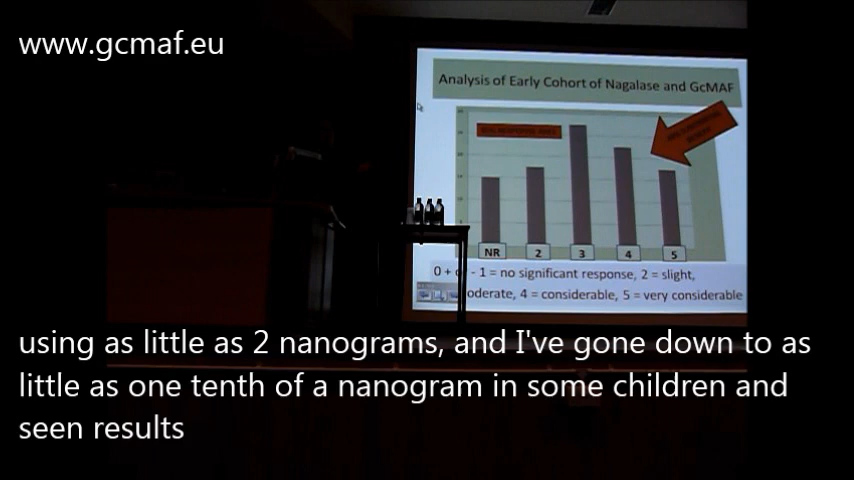 www.gcmaf.eu
Analysis of Early Cohort of Nagalase and GcMAF
NR 2 3 4 5
0 + - 1 = no significant response, 2 = slight,
oderate, 4 = considerable, 5 = very considerable
using as little as 2 nanograms, and I've gone down to as
little as one tenth of a nanogram in some children and
seen results